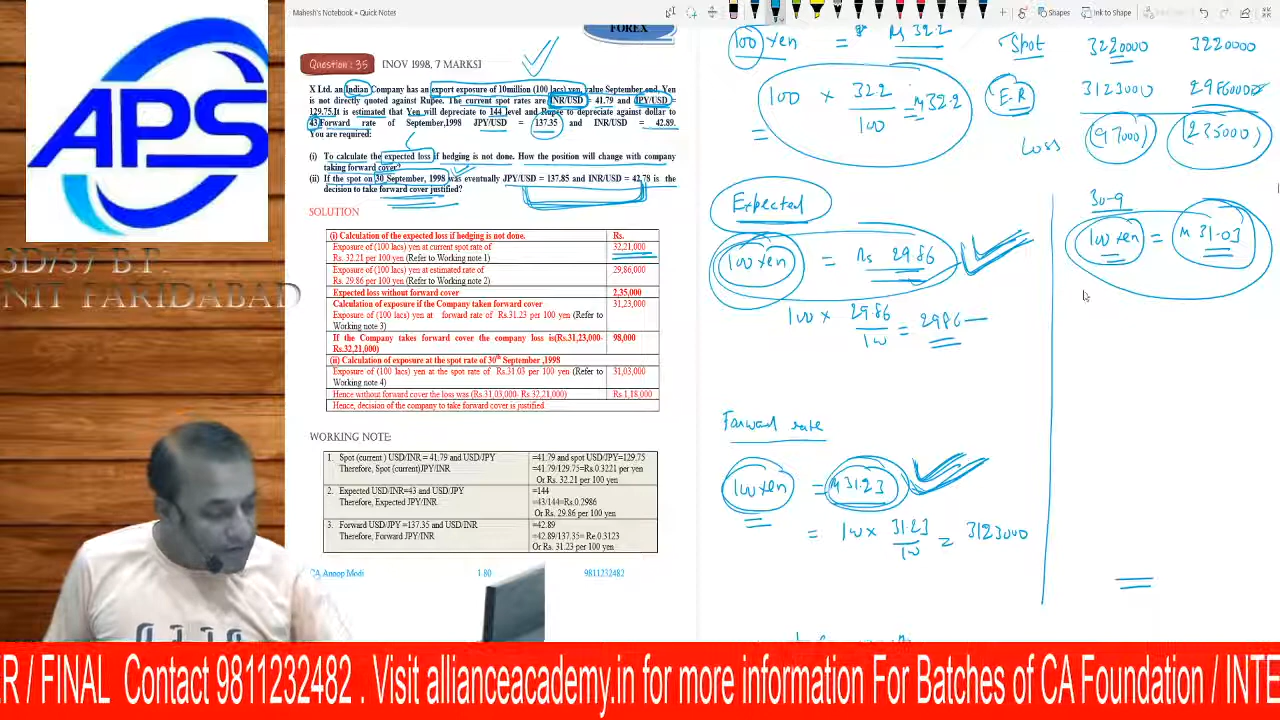 Mahesh's Notebook • Quick Notes
Shapes
Ink to Shape
APS
3D/37 B.P.
NIT FARIDABAD
FOREX
Question : 35 [NOV 1998, 7 MARKS]
X Ltd. an Indian Company has an export exposure of 10million (100 lacs) yen, value September end, Yen
is not directly quoted against Rupee. The current spot rates are INR/USD = 41.79 and JPY/USD =
129.75.It is estimated that Yen will depreciate to 144 level and Rupee to depreciate against dollar to
43.Forward rate of September,1998 JPY/USD = 137.35 and INR/USD = 42.89.
You are required:
(i) To calculate the expected loss if hedging is not done. How the position will change with company
taking forward cover?
(ii) If the spot on 30 September, 1998 was eventually JPY/USD = 137.85 and INR/USD = 42.78 is the
decision to take forward cover justified?
SOLUTION
(i) Calculation of the expected loss if hedging is not done. Rs.
Exposure of (100 lacs) yen at current spot rate of 32,21,000
Rs. 32.21 per 100 yen (Refer to Working note 1)
Exposure of (100 lacs) yen at estimated rate of 29,86,000
Rs. 29.86 per 100 yen (Refer to Working note 2)
Expected loss without forward cover 2,35,000
Calculation of exposure if the Company taken forward cover 31,23,000
Exposure of (100 lacs) yen at forward rate of Rs.31.23 per 100 yen (Refer to
Working note 3)
If the Company takes forward cover the company loss is(Rs.31,23,000- 98,000
Rs.32,21,000)
(ii) Calculation of exposure at the spot rate of 30th September ,1998
Exposure of (100 lacs) yen at the spot rate of Rs.31.03 per 100 yen (Refer to 31,03,000
Working note 4)
Hence without forward cover the loss was (Rs.31,03,000- Rs.32,21,000) Rs.1,18,000
Hence, decision of the company to take forward cover is justified
WORKING NOTE:
1. Spot (current ) USD/INR = 41.79 and USD/JPY =41.79 and spot USD/JPY=129.75
Therefore, Spot (current)JPY/INR =41.79/129.75=Rs.0.3221 per yen
Or Rs. 32.21 per 100 yen
2. Expected USD/INR=43 and USD/JPY =144
Therefore, Expected JPY/INR =43/144=Rs.0.2986
Or Rs. 29.86 per 100 yen
3. Forward USD/JPY =137.35 and USD/INR =42.89
Therefore, Forward JPY/INR =42.89/137.35= Re.0.3123
Or Rs. 31.23 per 100 yen
CA Anoop Modi 1.80 9811232482
100 Yen = Rs 32.2
= 100 × 32.2 / 100 = 32.2
Spot 3220000 3220000
E.R 3123000 2986000
Loss (97000) (235000)
Expected
100 Yen = Rs 29.86
100 × 29.86 / 100 = 2986 —
Forward rate
100 Yen = 31.23
= 100 × 31.23 / 100 = 3123000
30-9
100 Yen = 31.03
ER / FINAL Contact 9811232482 . Visit allianceacademy.in for more information For Batches of CA Foundation / INTE